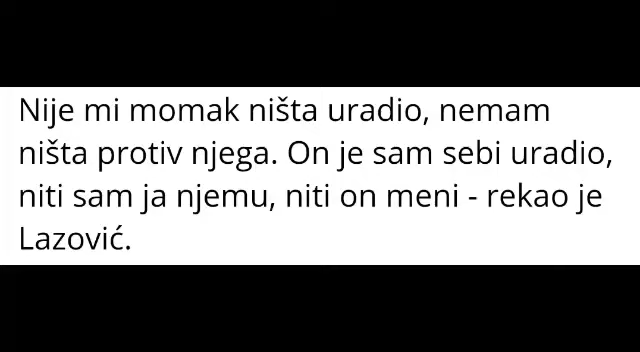 Nije mi momak ništa uradio, nemam
ništa protiv njega. On je sam sebi uradio,
niti sam ja njemu, niti on meni - rekao je
Lazović.